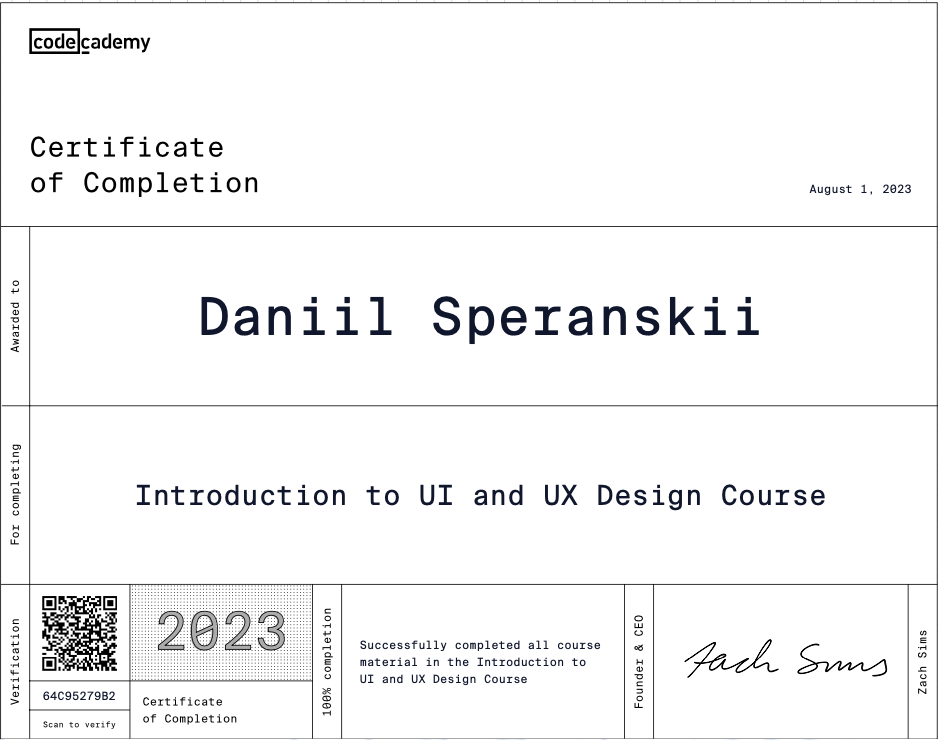 codecademy
Certificate
of Completion
August 1, 2023
Awarded to
Daniil Speranskii
For completing
Introduction to UI and UX Design Course
Verification
64C95279B2
Scan to verify
2023
Certificate
of Completion
100% completion
Successfully completed all course
material in the Introduction to
UI and UX Design Course
Founder & CEO
Zach Sims
Zach Sims